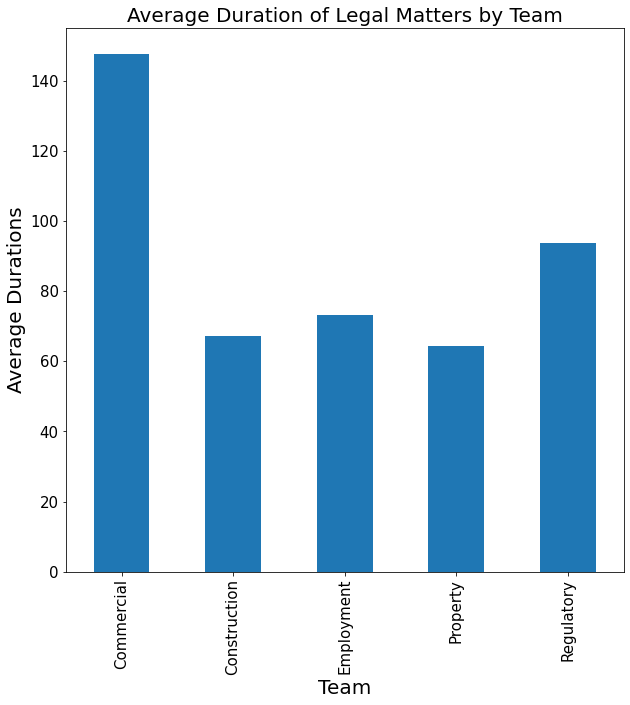 Average Duration of Legal Matters by Team
Average Durations
140
120
100
80
60
40
20
0
Commercial
Construction
Employment
Property
Regulatory
Team